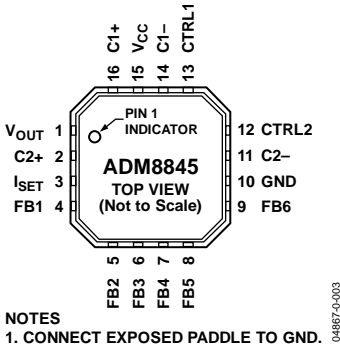 16 C1+
15 VCC
14 C1–
13 CTRL1
PIN 1
INDICATOR
VOUT 1
C2+ 2
ISET 3
FB1 4
ADM8845
TOP VIEW
(Not to Scale)
12 CTRL2
11 C2–
10 GND
9 FB6
FB2 5
FB3 6
FB4 7
FB5 8
NOTES
1. CONNECT EXPOSED PADDLE TO GND.
04867-0-003